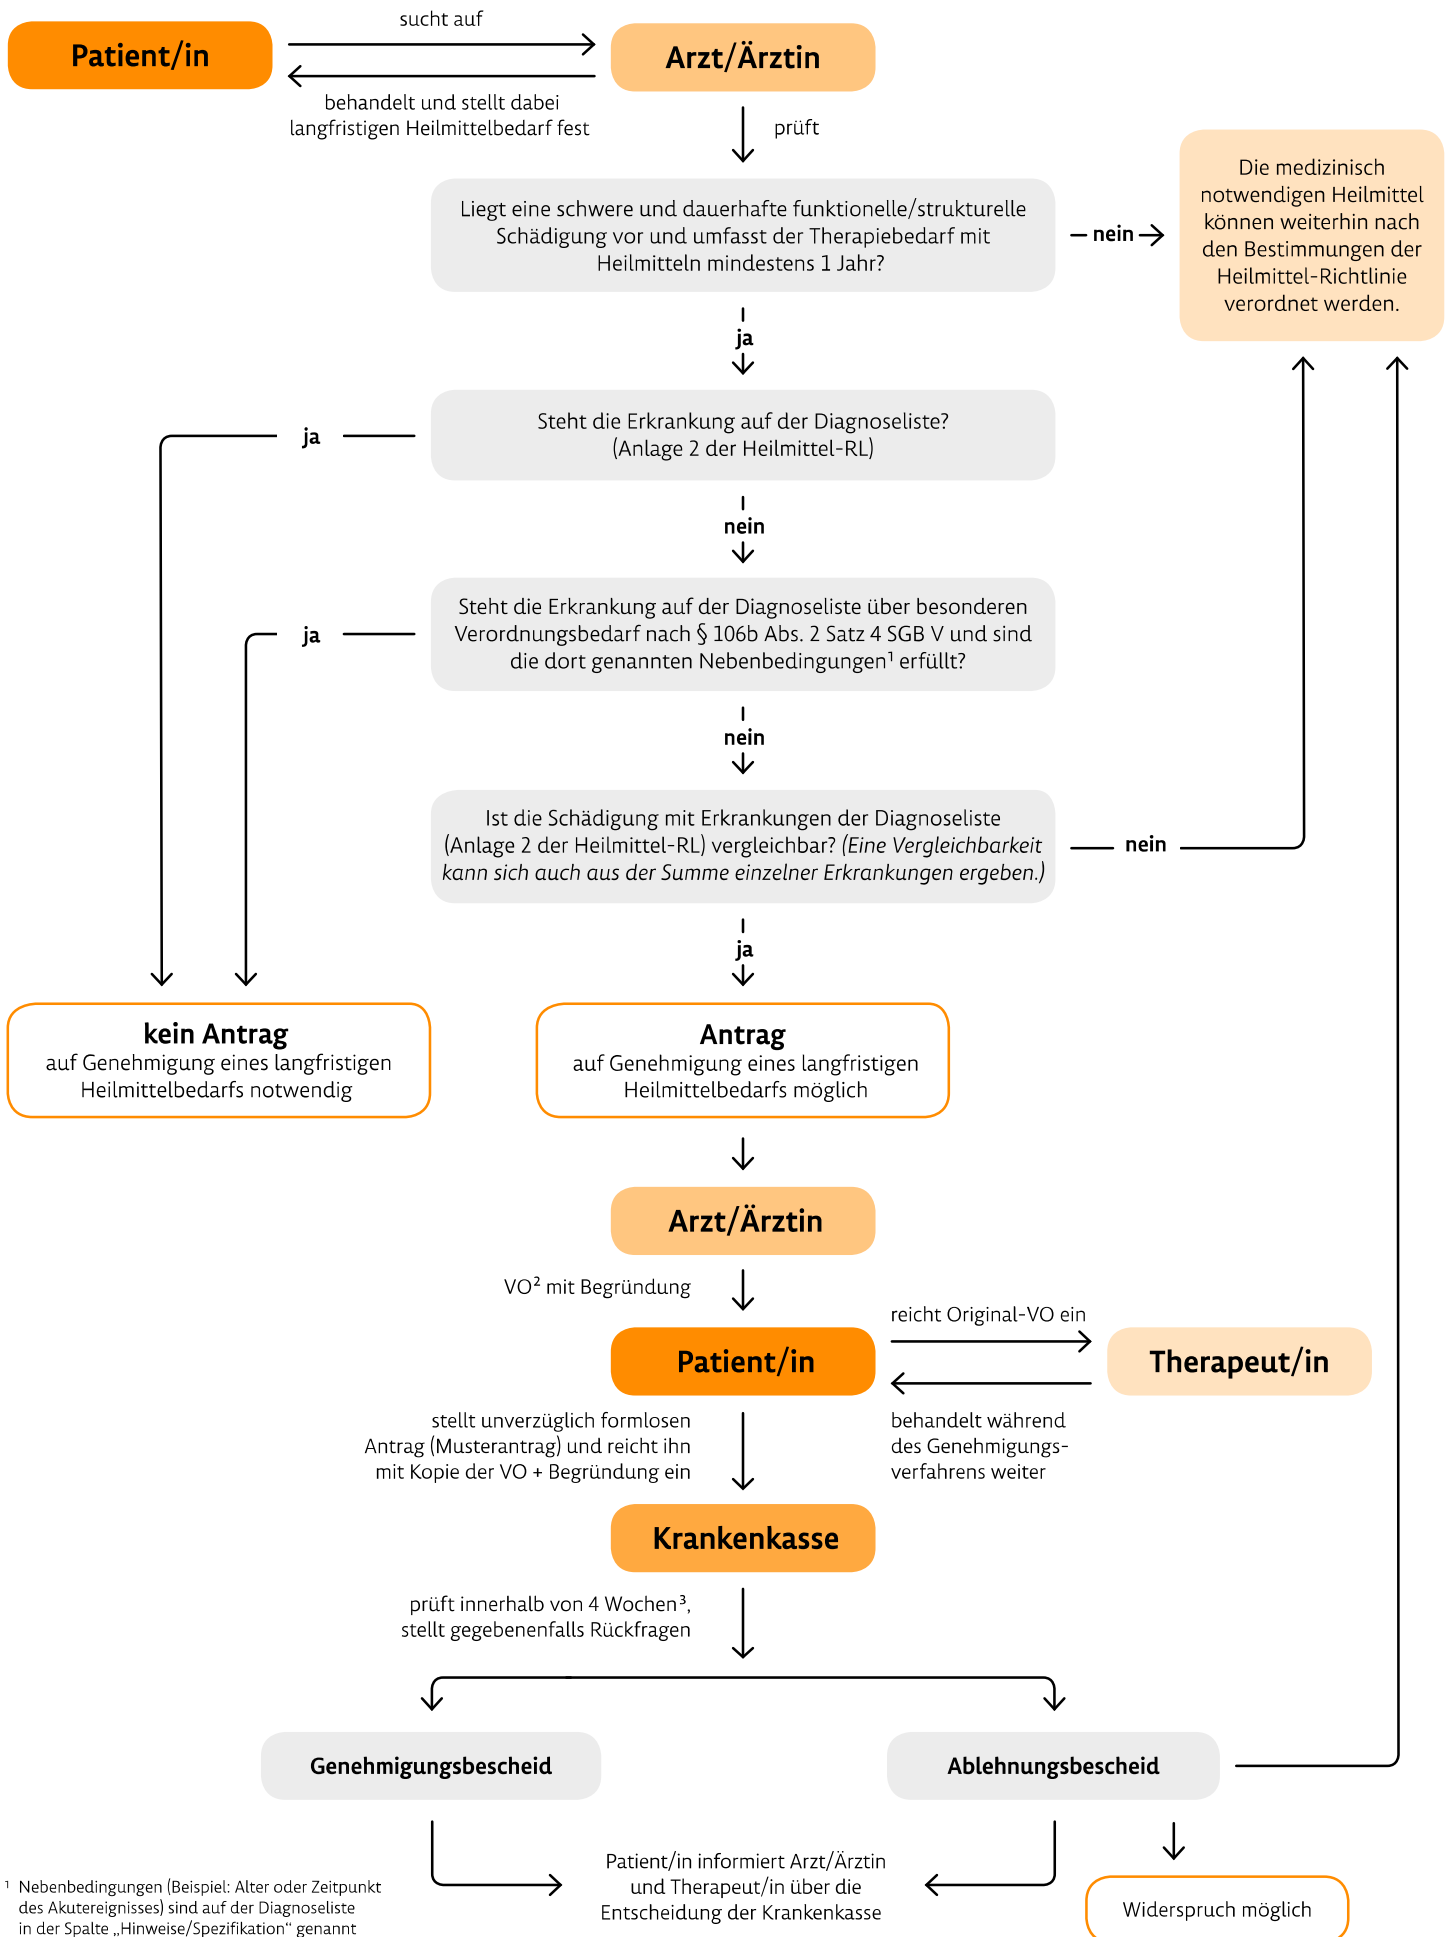 sucht auf
Patient/in
Arzt/Ärztin
behandelt und stellt dabei
langfristigen Heilmittelbedarf fest
prüft
Liegt eine schwere und dauerhafte funktionelle/strukturelle
Schädigung vor und umfasst der Therapiebedarf mit
Heilmitteln mindestens 1 Jahr?
nein
Die medizinisch
notwendigen Heilmittel
können weiterhin nach
den Bestimmungen der
Heilmittel-Richtlinie
verordnet werden.
ja
Steht die Erkrankung auf der Diagnoseliste?
(Anlage 2 der Heilmittel-RL)
ja
nein
Steht die Erkrankung auf der Diagnoseliste über besonderen
Verordnungsbedarf nach § 106b Abs. 2 Satz 4 SGB V und sind
die dort genannten Nebenbedingungen¹ erfüllt?
ja
nein
Ist die Schädigung mit Erkrankungen der Diagnoseliste
(Anlage 2 der Heilmittel-RL) vergleichbar? (Eine Vergleichbarkeit
kann sich auch aus der Summe einzelner Erkrankungen ergeben.)
nein
ja
kein Antrag
auf Genehmigung eines langfristigen
Heilmittelbedarfs notwendig
Antrag
auf Genehmigung eines langfristigen
Heilmittelbedarfs möglich
Arzt/Ärztin
VO² mit Begründung
Patient/in
reicht Original-VO ein
Therapeut/in
behandelt während
des Genehmigungs-
verfahrens weiter
stellt unverzüglich formlosen
Antrag (Musterantrag) und reicht ihn
mit Kopie der VO + Begründung ein
Krankenkasse
prüft innerhalb von 4 Wochen³,
stellt gegebenenfalls Rückfragen
Genehmigungsbescheid
Ablehnungsbescheid
Patient/in informiert Arzt/Ärztin
und Therapeut/in über die
Entscheidung der Krankenkasse
Widerspruch möglich
¹ Nebenbedingungen (Beispiel: Alter oder Zeitpunkt
des Akutereignisses) sind auf der Diagnoseliste
in der Spalte „Hinweise/Spezifikation“ genannt